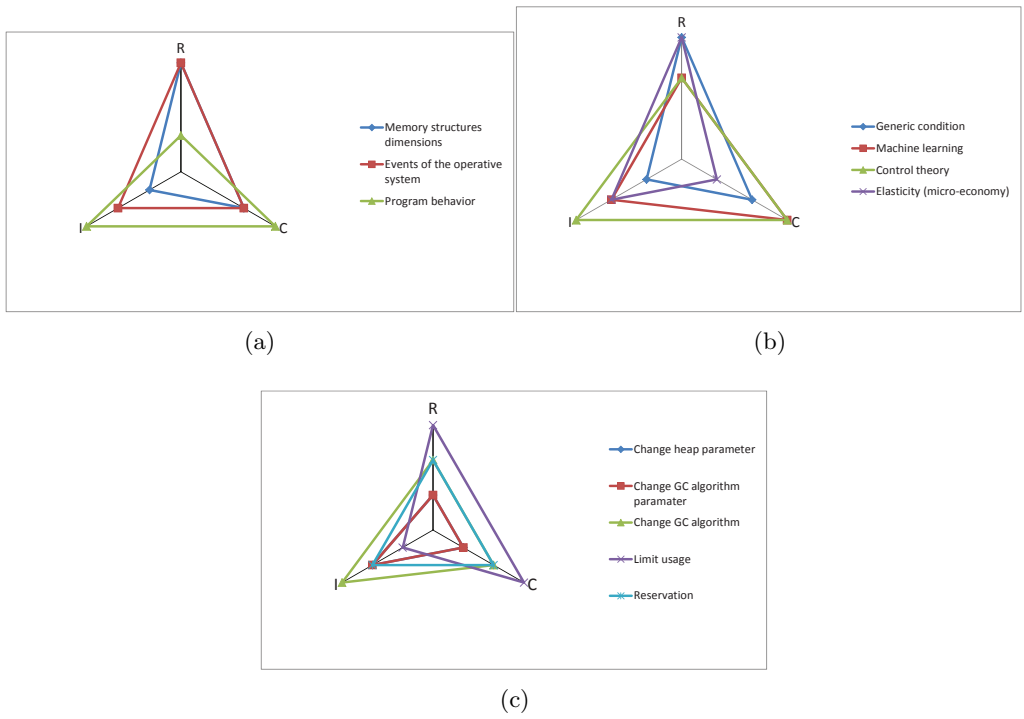 R
I
C
Memory structures
dimensions
Events of the operative
system
Program behavior
(a)
R
I
C
Generic condition
Machine learning
Control theory
Elasticity (micro-economy)
(b)
R
I
C
Change heap parameter
Change GC algorithm
paramater
Change GC algorithm
Limit usage
Reservation
(c)